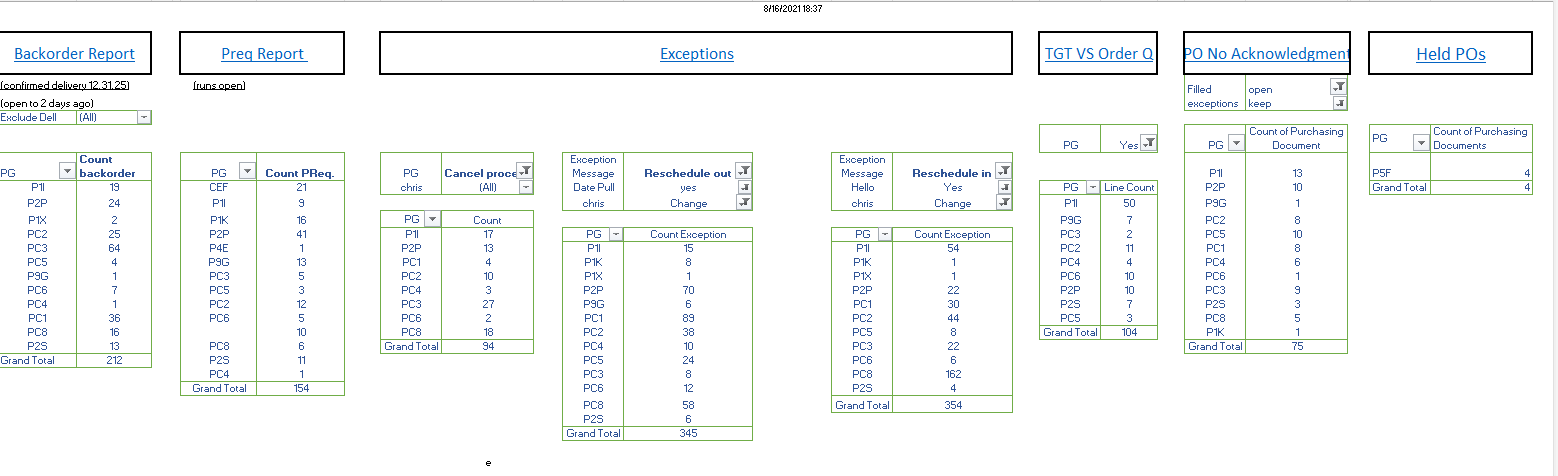 8/16/2021 18:37
Backorder Report
(confirmed delivery 12.31.25)
(open to 2 days ago)
Exclude Dell (All)
PG Count backorder
P1I 19
P2P 24
P1X 2
PC2 25
PC3 64
PC5 4
P9G 1
PC6 7
PC4 1
PC1 36
PC8 16
P2S 13
Grand Total 212
Preq Report
(runs open)
PG Count PReq.
CEF 21
P1I 9
P1K 16
P2P 41
P4E 1
P9G 13
PC3 5
PC5 3
PC2 12
PC6 5
10
PC8 6
P2S 11
PC4 1
Grand Total 154
Exceptions
PG Cancel proce
chris (All)
PG Count
P1I 17
P2P 13
PC1 4
PC2 10
PC4 3
PC3 27
PC6 2
PC8 18
Grand Total 94
Exception
Message Reschedule out
Date Pull yes
chris Change
PG Count Exception
P1I 15
P1K 8
P1X 1
P2P 70
P9G 6
PC1 89
PC2 38
PC4 10
PC5 24
PC3 8
PC6 12
PC8 58
P2S 6
Grand Total 345
Exception
Message Reschedule in
Hello Yes
chris Change
PG Count Exception
P1I 54
P1K 1
P1X 1
P2P 22
PC1 30
PC2 44
PC5 8
PC3 22
PC6 6
PC8 162
P2S 4
Grand Total 354
TGT VS Order Q
PG Yes
PG Line Count
P1I 50
P9G 7
PC3 2
PC2 11
PC4 4
PC6 10
P2P 10
P2S 7
PC5 3
Grand Total 104
PO No Acknowledgment
Filled open
exceptions keep
PG Count of Purchasing
Document
P1I 13
P2P 10
P9G 1
PC2 8
PC5 10
PC1 8
PC4 6
PC6 1
PC3 9
P2S 3
PC8 5
P1K 1
Grand Total 75
Held POs
PG Count of Purchasing
Documents
P5F 4
Grand Total 4
e